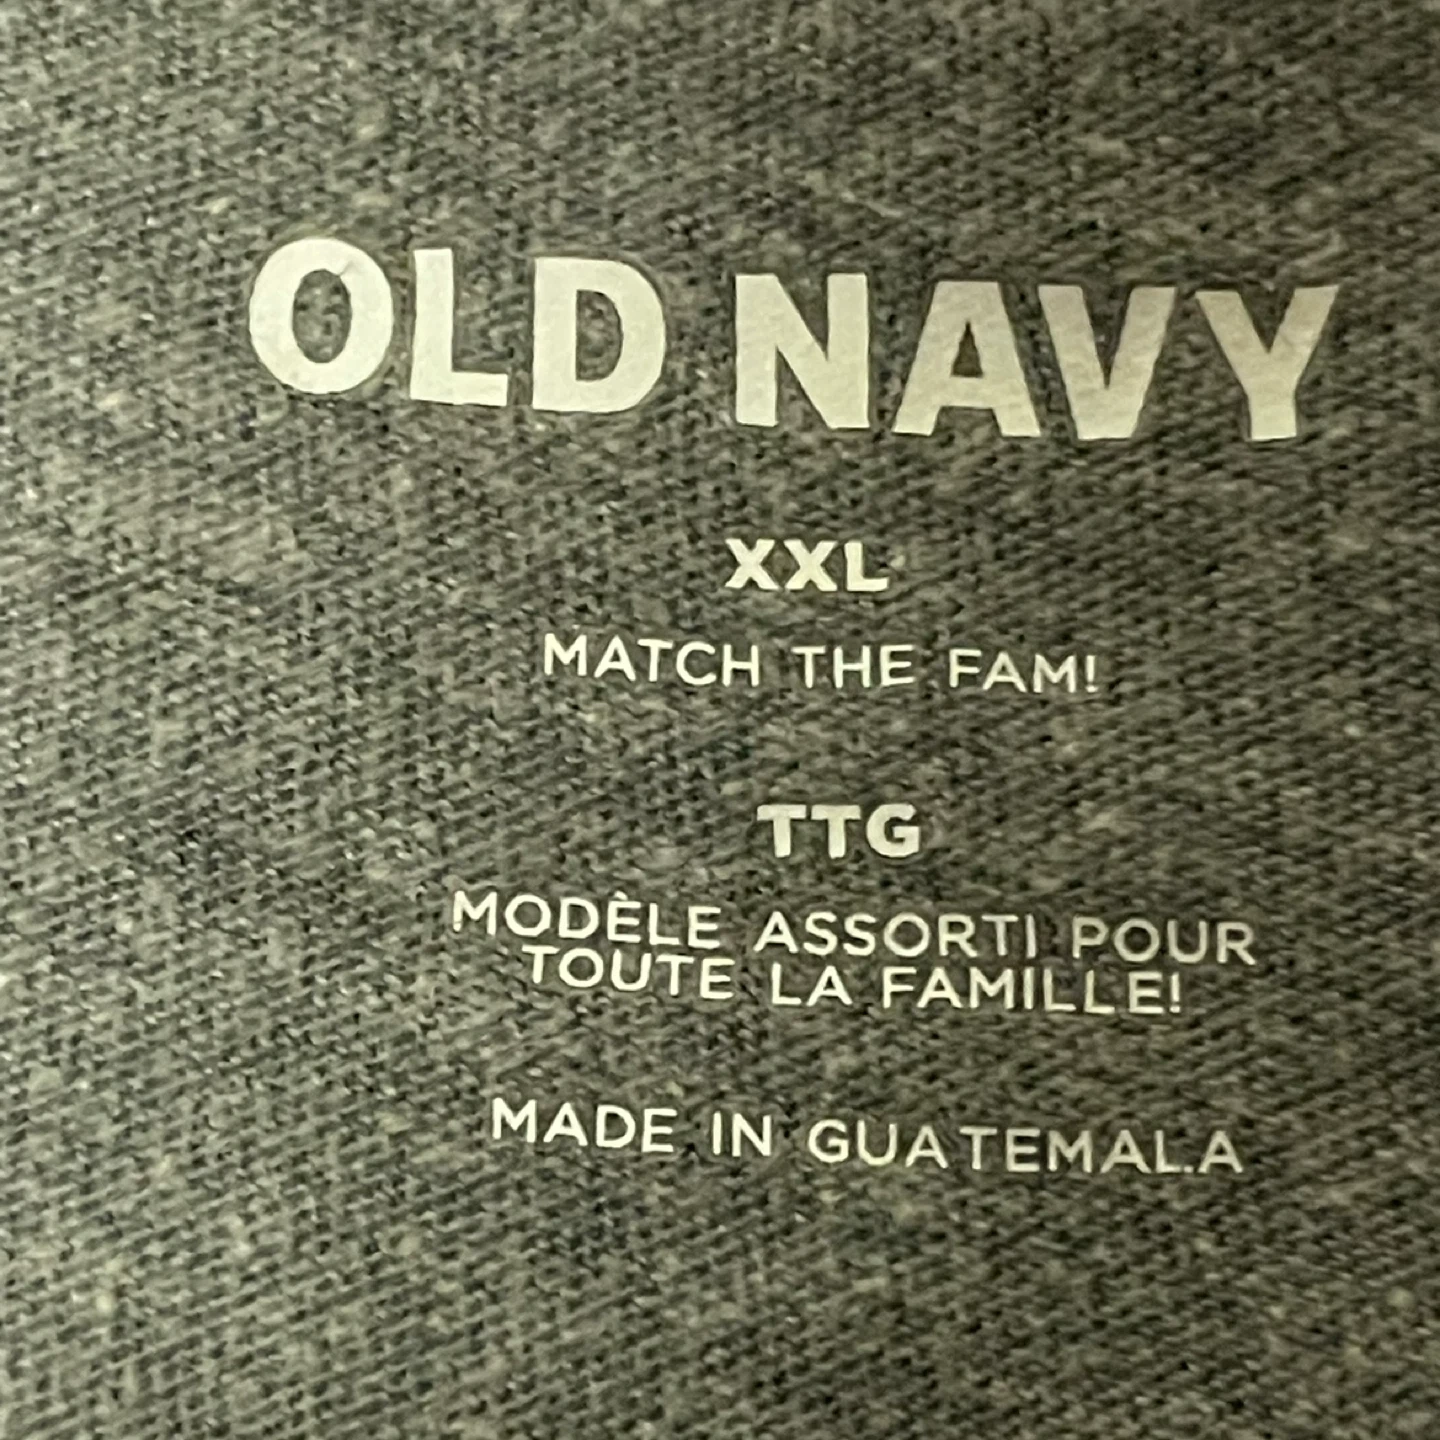 OLD NAVY
XXL
MATCH THE FAM!
TTG
MODÈLE ASSORTI POUR
TOUTE LA FAMILLE!
MADE IN GUATEMALA